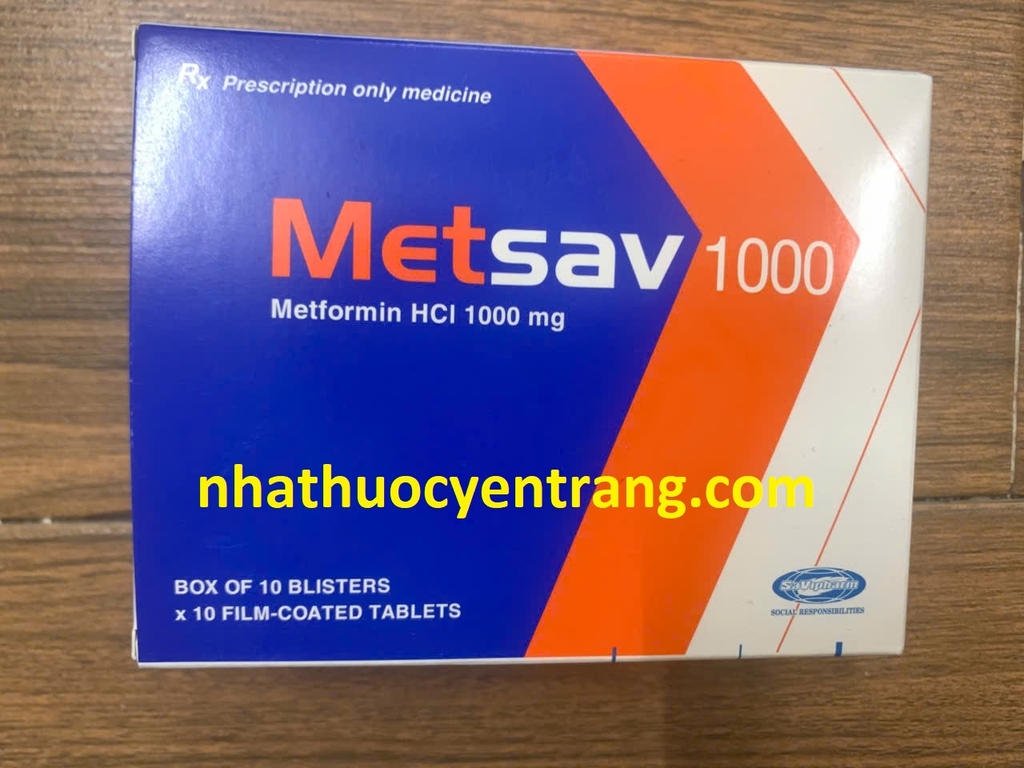 Rx Prescription only medicine
Metsav 1000
Metformin HCl 1000 mg
nhathuocyentrang.com
BOX OF 10 BLISTERS
x 10 FILM-COATED TABLETS
SaVipharm
SOCIAL RESPONSIBILITIES